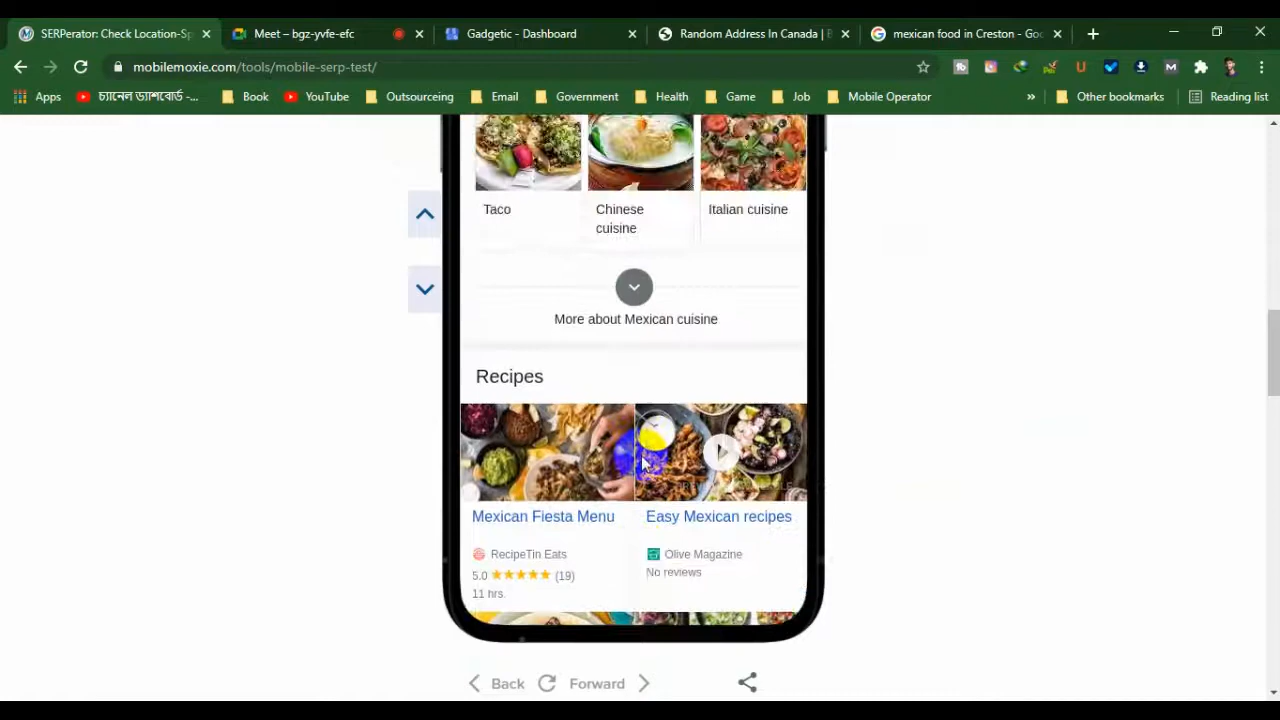 SERPerator: Check Location-Sp
Meet – bgz-yvfe-efc
Gadgetic - Dashboard
Random Address In Canada | B
mexican food in Creston - Goo
mobilemoxie.com/tools/mobile-serp-test/
Apps
চ্যানেল ড্যাশবোর্ড -...
Book
YouTube
Outsourceing
Email
Government
Health
Game
Job
Mobile Operator
»
Other bookmarks
Reading list
Taco
Chinese cuisine
Italian cuisine
More about Mexican cuisine
Recipes
Mexican Fiesta Menu
RecipeTin Eats
5.0 ★★★★★ (19)
11 hrs.
Easy Mexican recipes
Olive Magazine
No reviews
Back
Forward